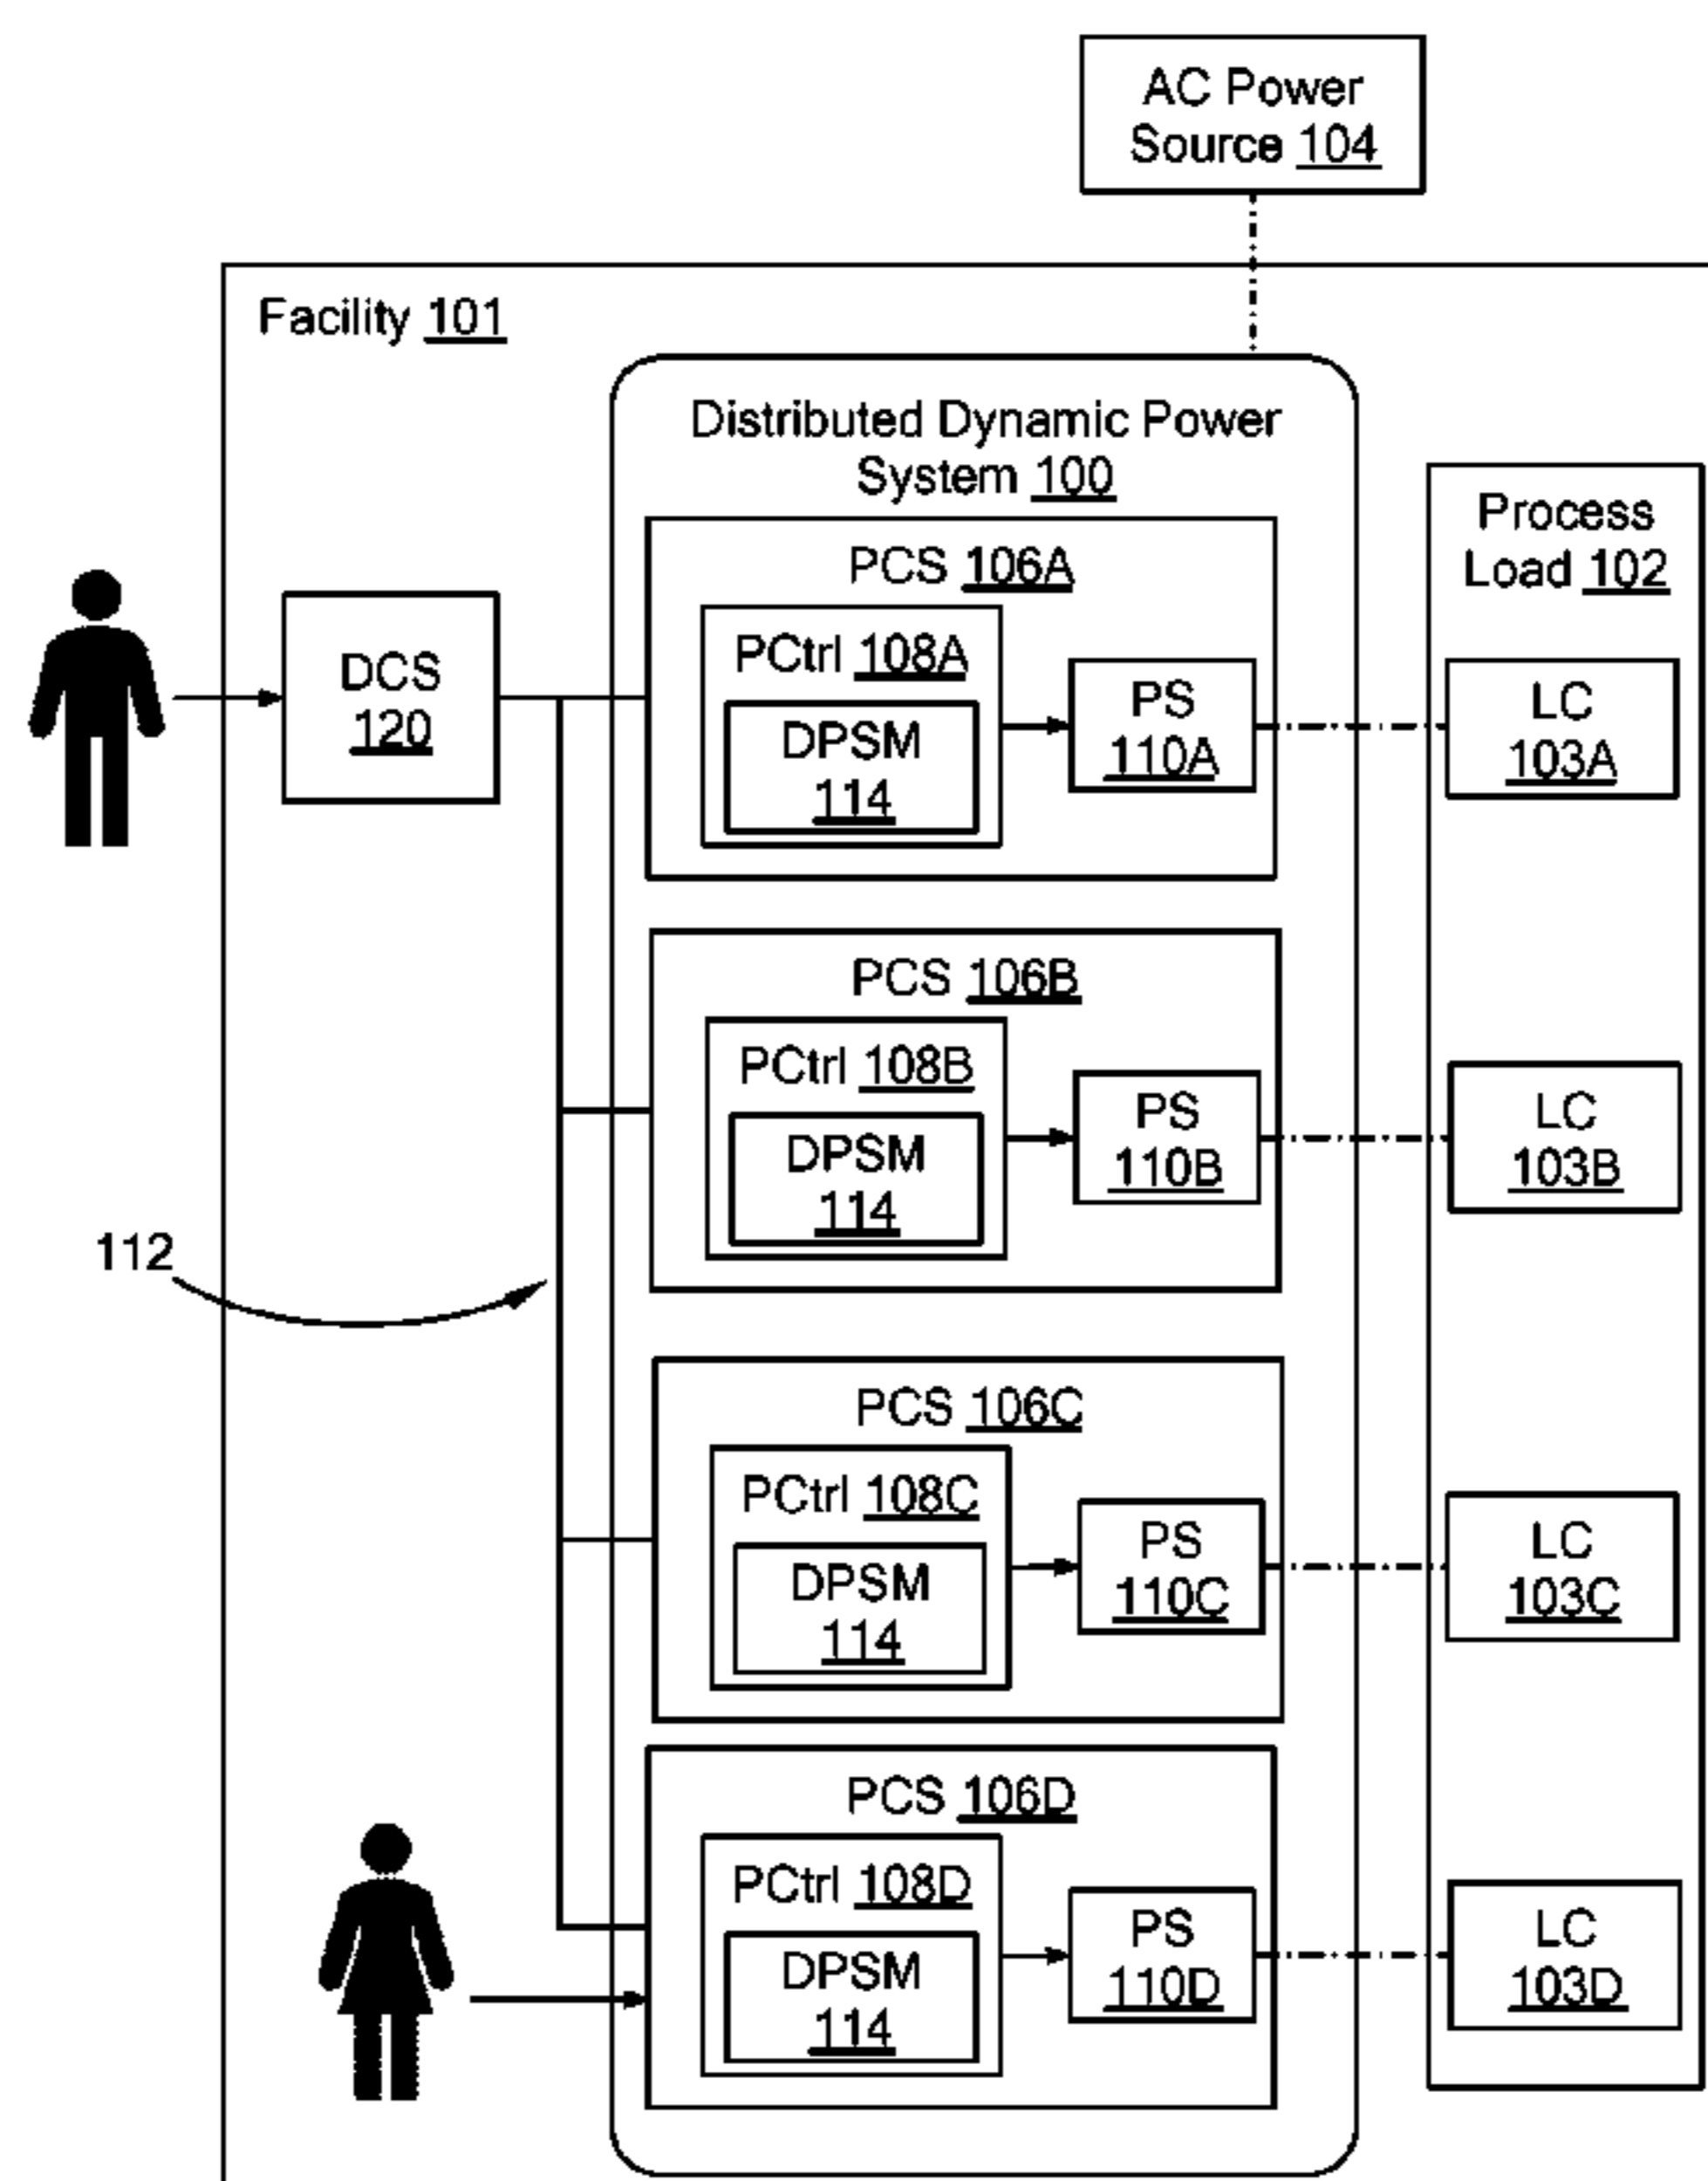 AC Power
Source 104
Facility 101
Distributed Dynamic Power
System 100
Process
Load 102
PCS 106A
PCtrl 108A
DPSM
114
PS
110A
LC
103A
DCS
120
PCS 106B
PCtrl 108B
DPSM
114
PS
110B
LC
103B
112
PCS 106C
PCtrl 108C
DPSM
114
PS
110C
LC
103C
PCS 106D
PCtrl 108D
DPSM
114
PS
110D
LC
103D